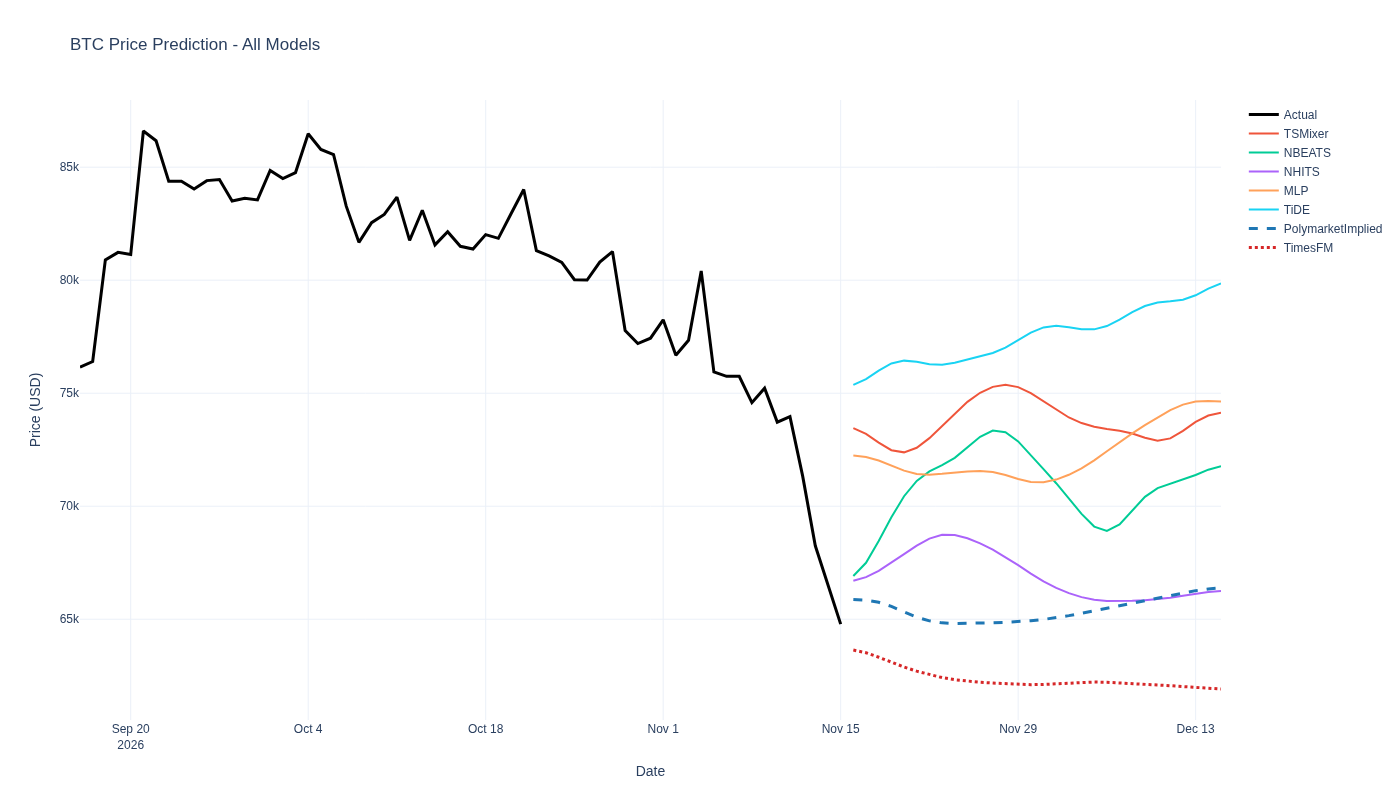 BTC Price Prediction - All Models
Price (USD)
85k
80k
75k
70k
65k
Sep 20
2026
Oct 4
Oct 18
Nov 1
Nov 15
Nov 29
Dec 13
Date
Actual
TSMixer
NBEATS
NHITS
MLP
TiDE
PolymarketImplied
TimesFM